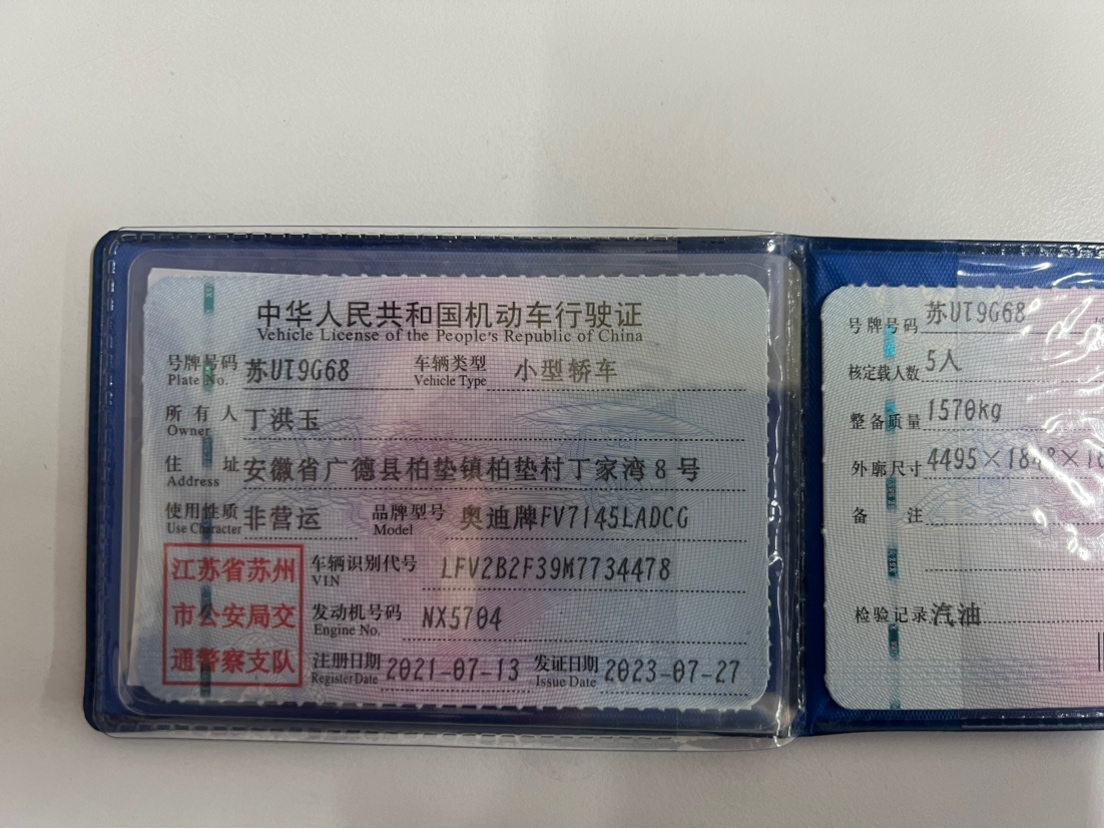 中华人民共和国机动车行驶证
Vehicle License of the People's Republic of China
号牌号码 苏UT9G68 车辆类型 小型轿车
Plate No. Vehicle Type
所有人 丁洪玉
Owner
住址 安徽省广德县柏垫镇柏垫村丁家湾8号
Address
使用性质 非营运 品牌型号 奥迪牌FV7145LADCG
Use Character Model
江苏省苏州
市公安局交
通警察支队
车辆识别代号 LFV2B2F39M7734478
VIN
发动机号码 NX5704
Engine No.
注册日期 2021-07-13 发证日期 2023-07-27
Register Date Issue Date
号牌号码 苏UT9G68
核定载人数 5人
整备质量 1570kg
外廓尺寸 4495×
备注
检验记录 汽油